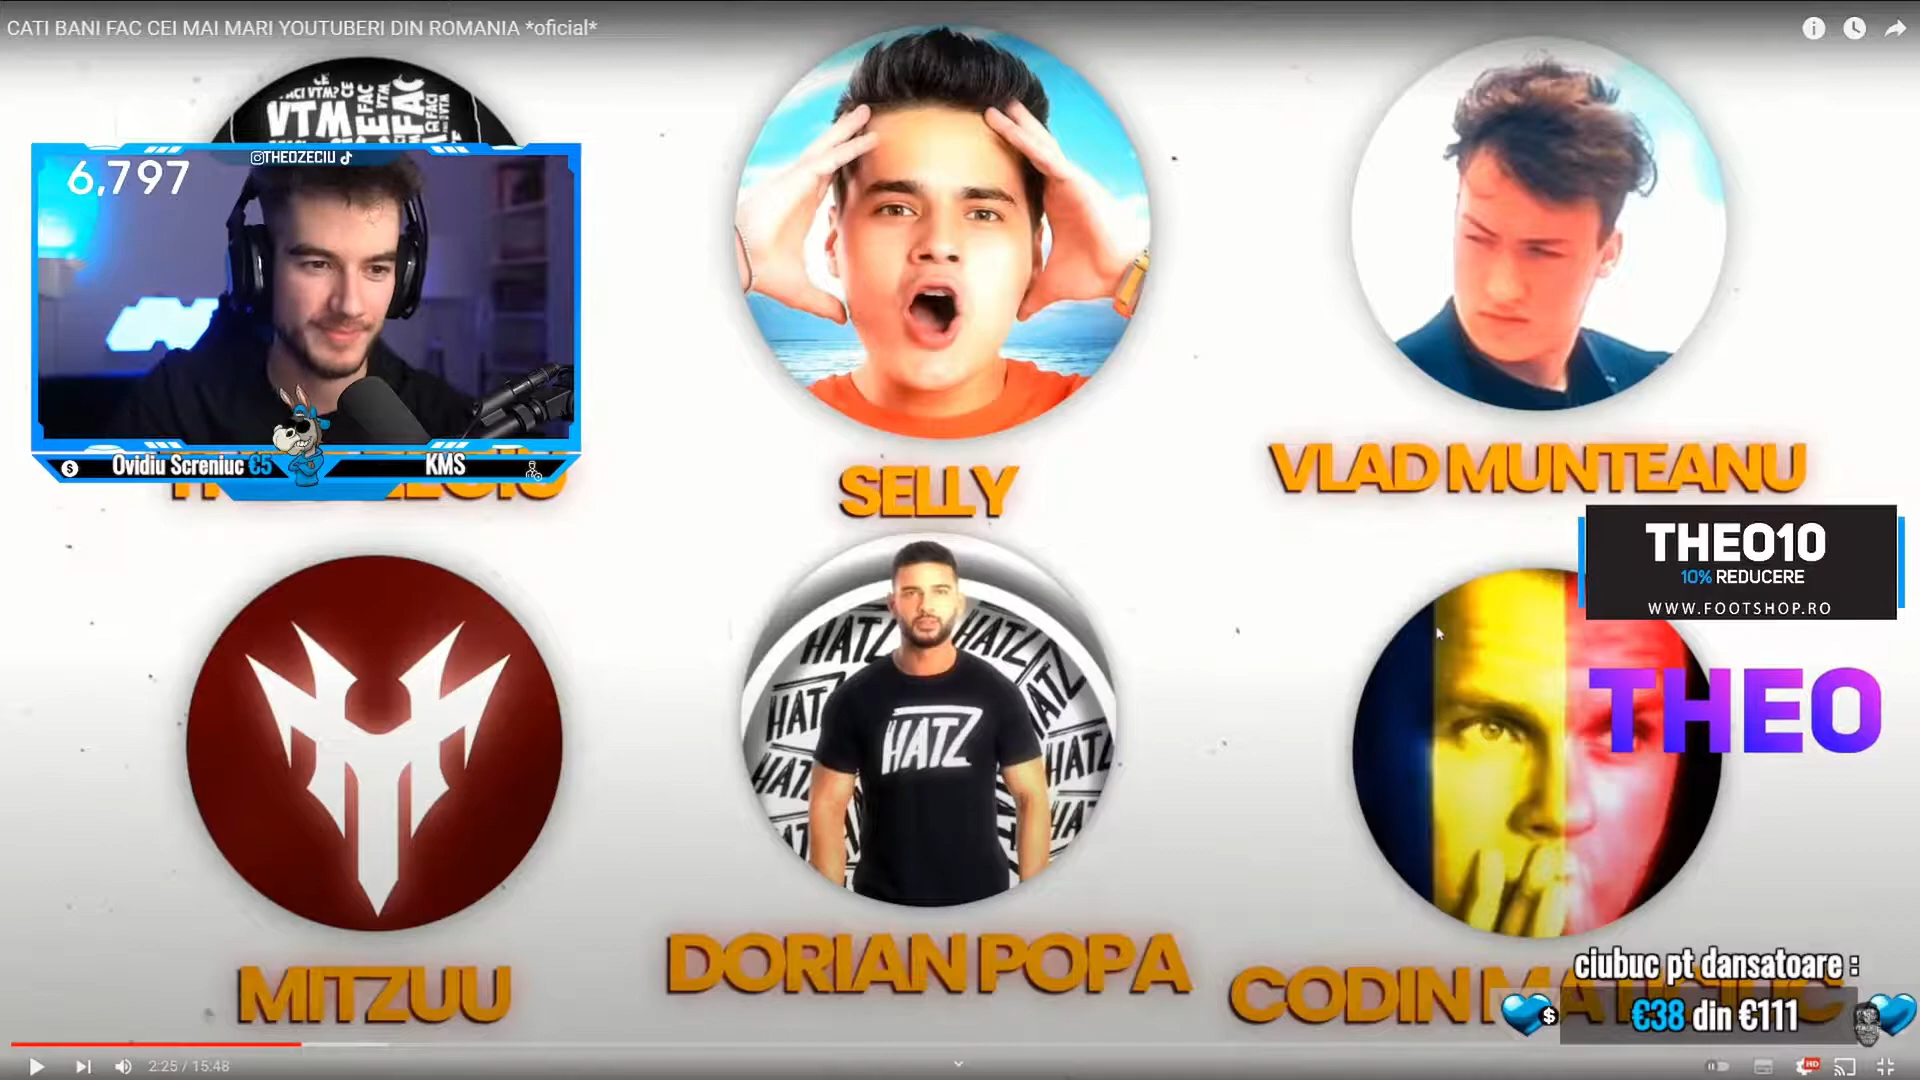 CATI BANI FAC CEI MAI MARI YOUTUBERI DIN ROMANIA *oficial*
VTM
6,797
THEOZECIU
Ovidiu Screniuc €5
KMS
SELLY
VLAD MUNTEANU
THEO10
10% REDUCERE
WWW.FOOTSHOP.RO
THEO
HATZ
MITZUU
DORIAN POPA
CODIN
ciubuc pt dansatoare :
€38 din €111
2:25 / 15:48
HD